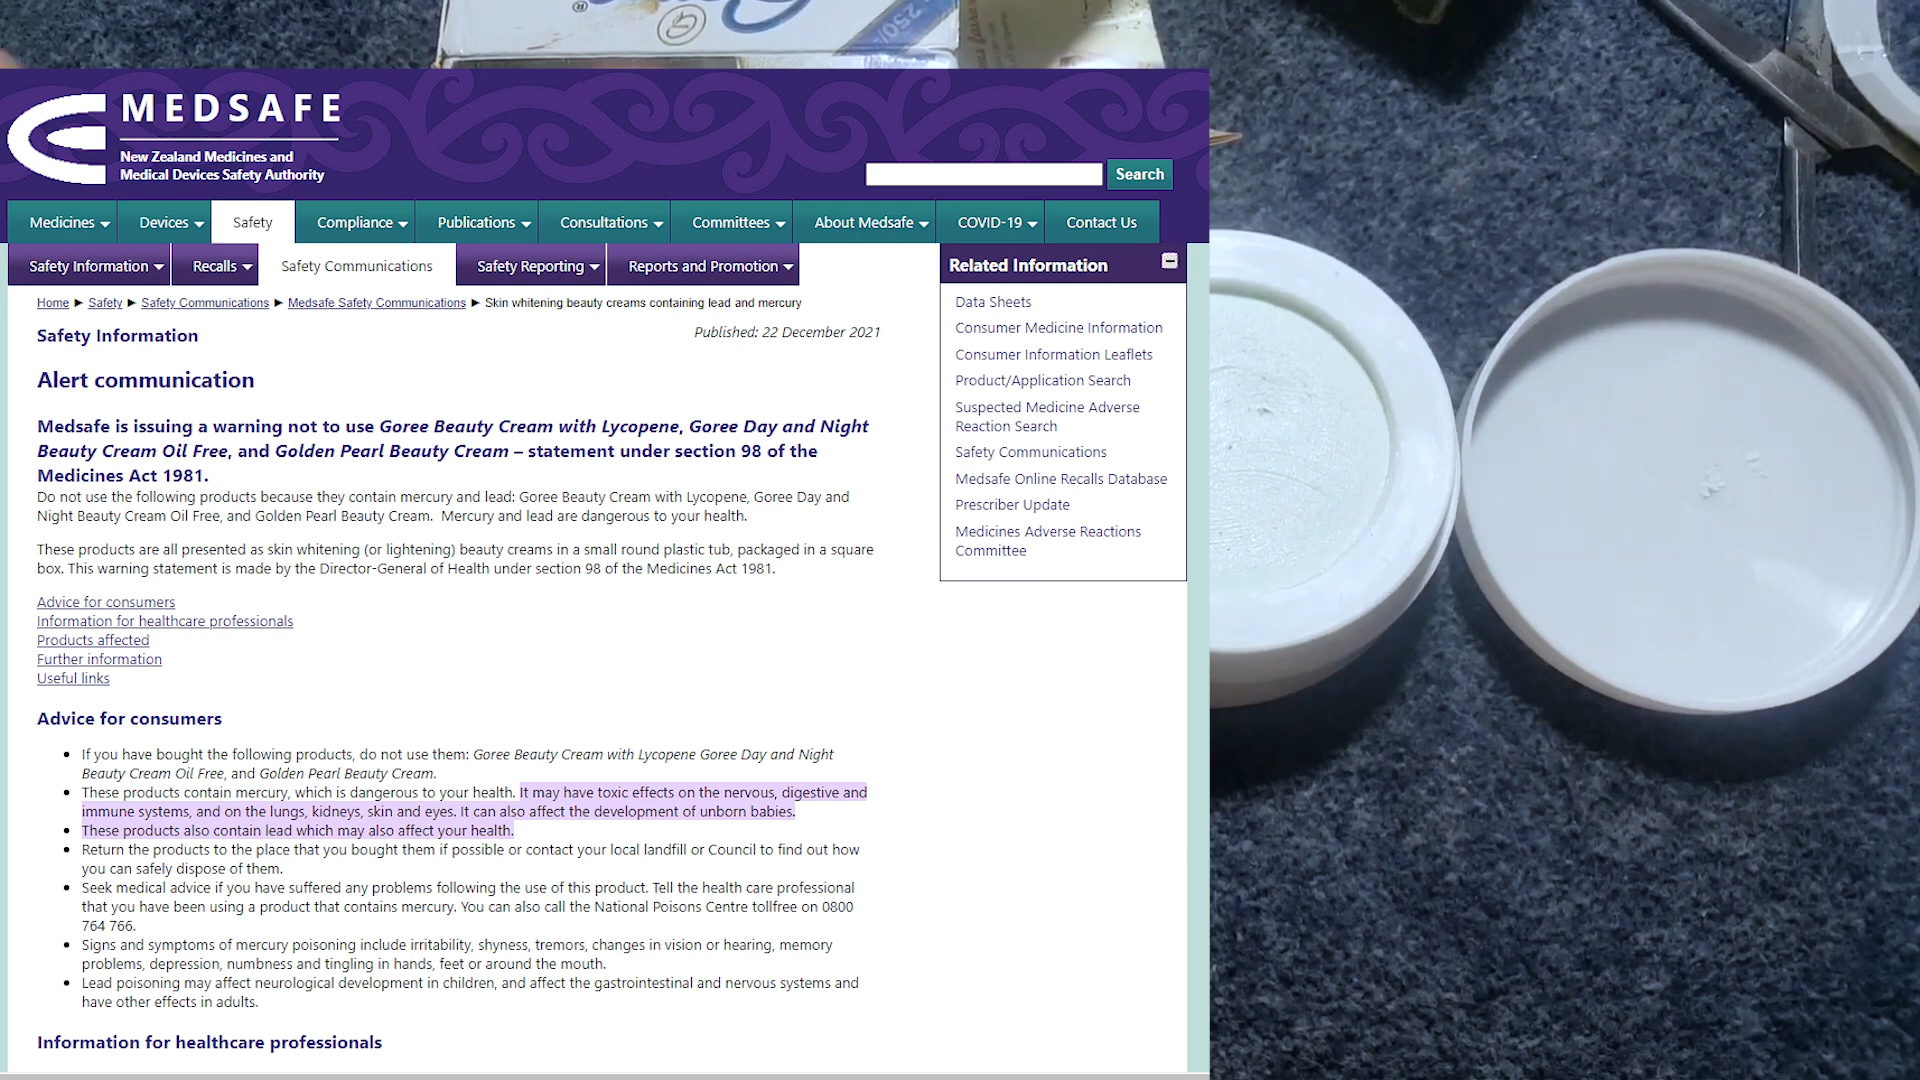 250/
MEDSAFE
New Zealand Medicines and
Medical Devices Safety Authority
Search
Medicines
Devices
Safety
Compliance
Publications
Consultations
Committees
About Medsafe
COVID-19
Contact Us
Safety Information
Recalls
Safety Communications
Safety Reporting
Reports and Promotion
Home ► Safety ► Safety Communications ► Medsafe Safety Communications ► Skin whitening beauty creams containing lead and mercury
Safety Information
Published: 22 December 2021
Alert communication
Medsafe is issuing a warning not to use Goree Beauty Cream with Lycopene, Goree Day and Night
Beauty Cream Oil Free, and Golden Pearl Beauty Cream – statement under section 98 of the
Medicines Act 1981.
Do not use the following products because they contain mercury and lead: Goree Beauty Cream with Lycopene, Goree Day and
Night Beauty Cream Oil Free, and Golden Pearl Beauty Cream. Mercury and lead are dangerous to your health.
These products are all presented as skin whitening (or lightening) beauty creams in a small round plastic tub, packaged in a square
box. This warning statement is made by the Director-General of Health under section 98 of the Medicines Act 1981.
Advice for consumers
Information for healthcare professionals
Products affected
Further information
Useful links
Advice for consumers
• If you have bought the following products, do not use them: Goree Beauty Cream with Lycopene Goree Day and Night
Beauty Cream Oil Free, and Golden Pearl Beauty Cream.
• These products contain mercury, which is dangerous to your health. It may have toxic effects on the nervous, digestive and
immune systems, and on the lungs, kidneys, skin and eyes. It can also affect the development of unborn babies.
• These products also contain lead which may also affect your health.
• Return the products to the place that you bought them if possible or contact your local landfill or Council to find out how
you can safely dispose of them.
• Seek medical advice if you have suffered any problems following the use of this product. Tell the health care professional
that you have been using a product that contains mercury. You can also call the National Poisons Centre tollfree on 0800
764 766.
• Signs and symptoms of mercury poisoning include irritability, shyness, tremors, changes in vision or hearing, memory
problems, depression, numbness and tingling in hands, feet or around the mouth.
• Lead poisoning may affect neurological development in children, and affect the gastrointestinal and nervous systems and
have other effects in adults.
Information for healthcare professionals
Related Information
Data Sheets
Consumer Medicine Information
Consumer Information Leaflets
Product/Application Search
Suspected Medicine Adverse
Reaction Search
Safety Communications
Medsafe Online Recalls Database
Prescriber Update
Medicines Adverse Reactions
Committee